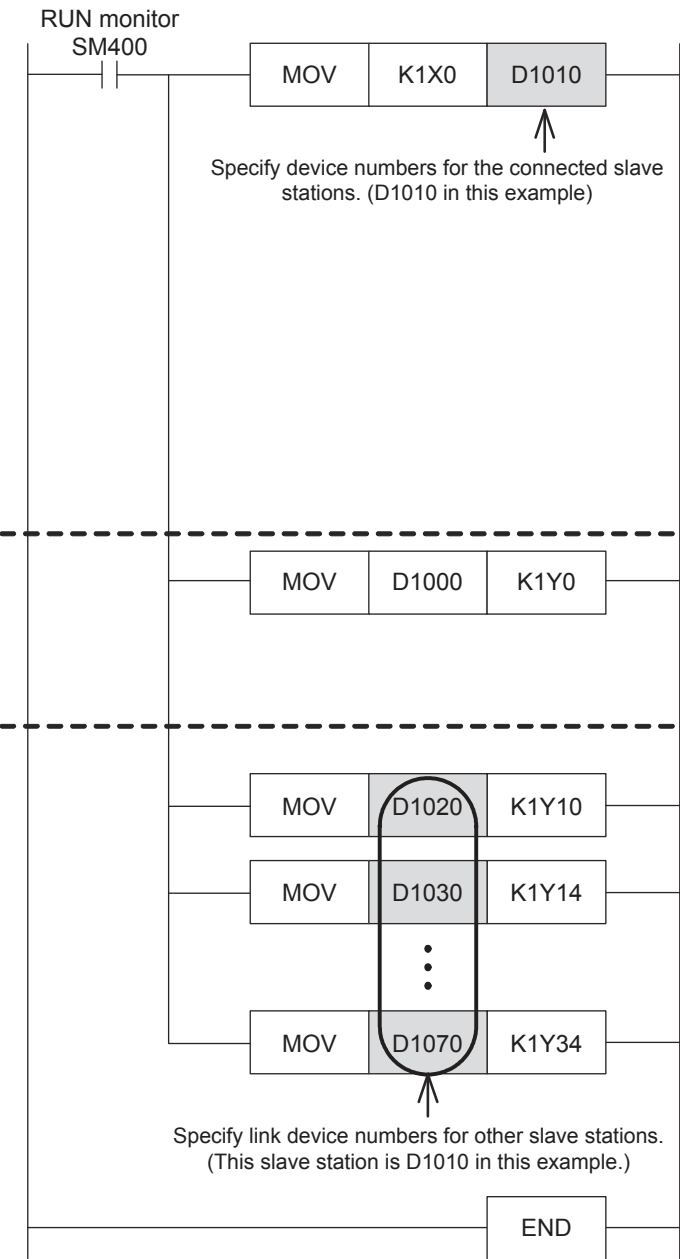 RUN monitor
SM400
MOV K1X0 D1010
Specify device numbers for the connected slave
stations. (D1010 in this example)
MOV D1000 K1Y0
MOV D1020 K1Y10
MOV D1030 K1Y14
MOV D1070 K1Y34
Specify link device numbers for other slave stations.
(This slave station is D1010 in this example.)
END